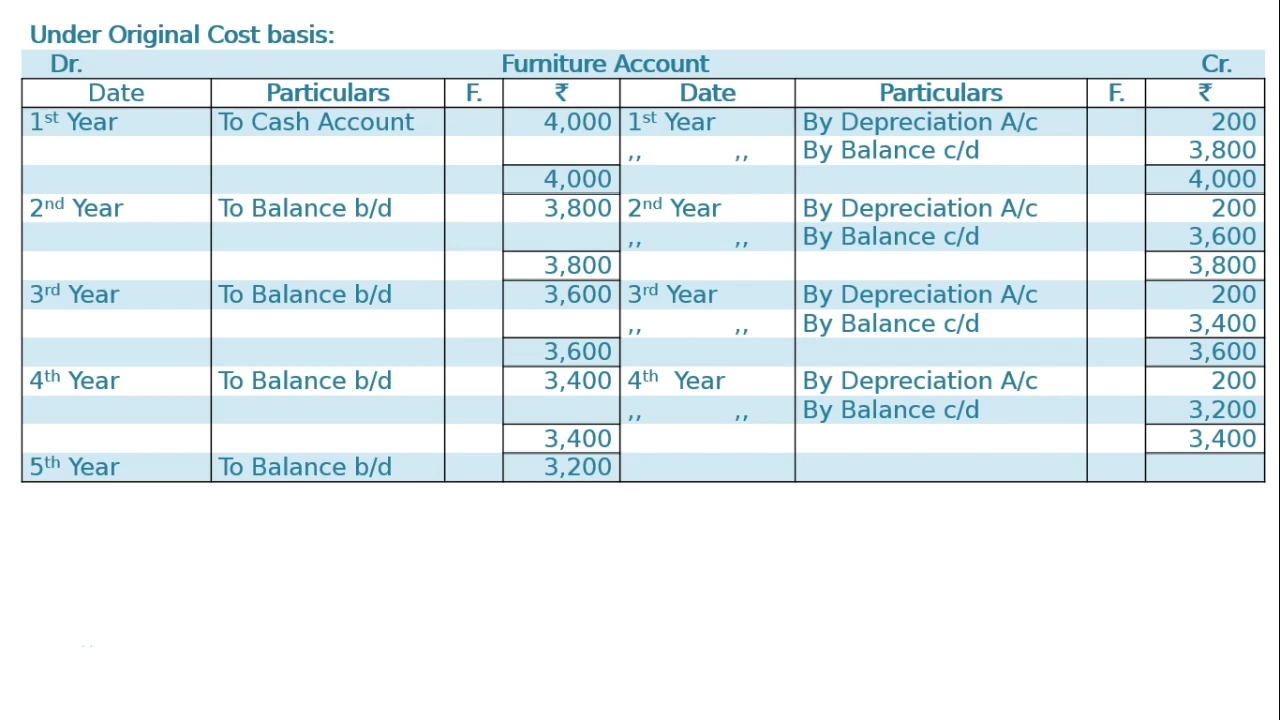 Under Original Cost basis:
Dr. Furniture Account Cr.
Date Particulars F. ₹ Date Particulars F. ₹
1st Year To Cash Account 4,000 1st Year By Depreciation A/c 200
,, ,, By Balance c/d 3,800
4,000 4,000
2nd Year To Balance b/d 3,800 2nd Year By Depreciation A/c 200
,, ,, By Balance c/d 3,600
3,800 3,800
3rd Year To Balance b/d 3,600 3rd Year By Depreciation A/c 200
,, ,, By Balance c/d 3,400
3,600 3,600
4th Year To Balance b/d 3,400 4th Year By Depreciation A/c 200
,, ,, By Balance c/d 3,200
3,400 3,400
5th Year To Balance b/d 3,200